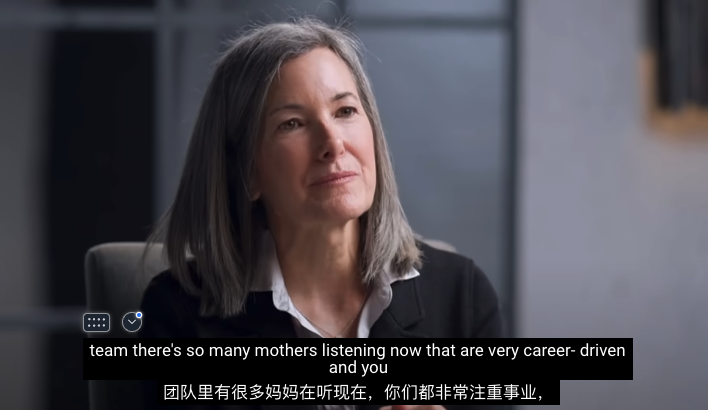 team there's so many mothers listening now that are very career- driven
and you
团队里有很多妈妈在听现在，你们都非常注重事业，